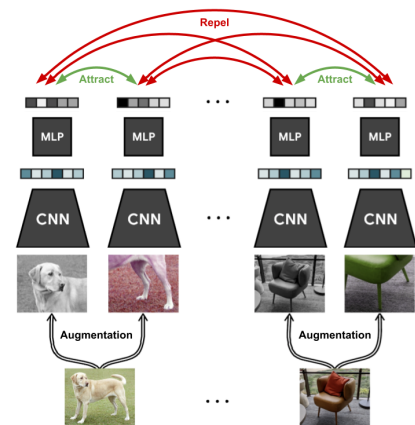 Repel
Attract
Attract
MLP
MLP
MLP
MLP
CNN
CNN
CNN
CNN
Augmentation
Augmentation